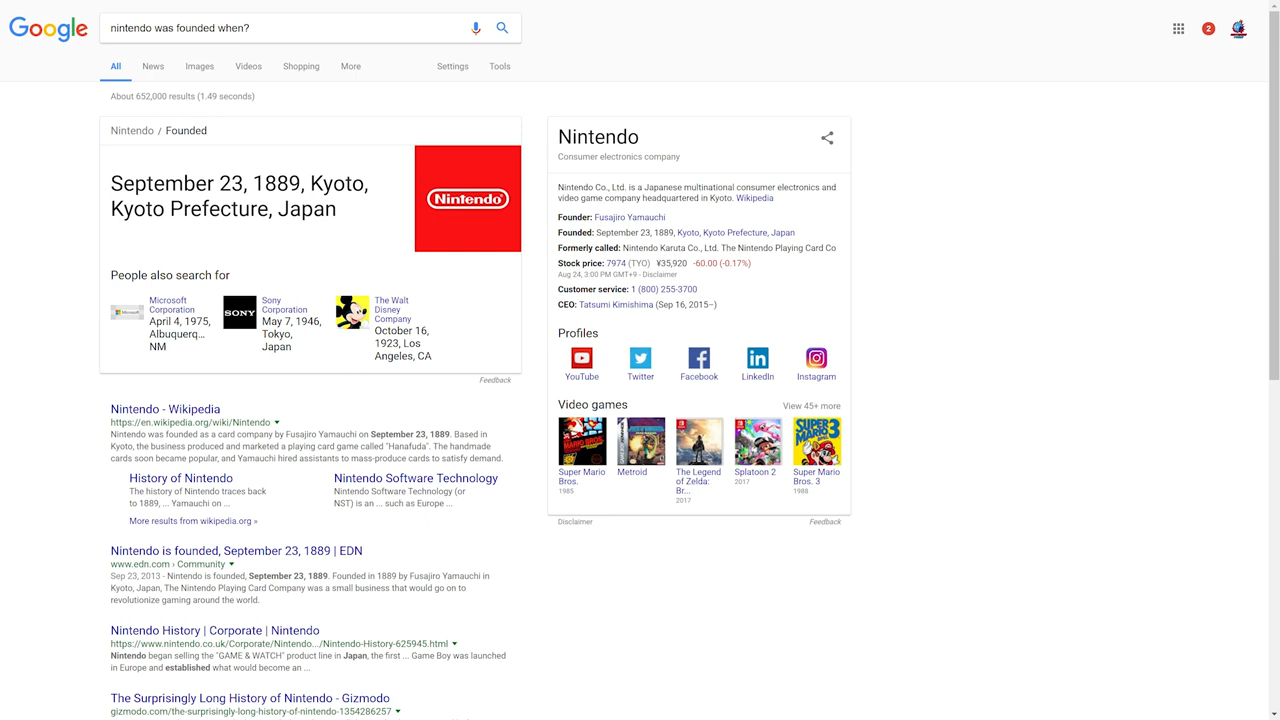 Google
nintendo was founded when?
2
All News Images Videos Shopping More Settings Tools
About 652,000 results (1.49 seconds)
Nintendo / Founded
September 23, 1889, Kyoto,
Kyoto Prefecture, Japan
Nintendo
People also search for
Microsoft
Corporation
April 4, 1975,
Albuquerq...
NM
SONY
Sony
Corporation
May 7, 1946,
Tokyo,
Japan
The Walt
Disney
Company
October 16,
1923, Los
Angeles, CA
Feedback
Nintendo - Wikipedia
https://en.wikipedia.org/wiki/Nintendo
Nintendo was founded as a card company by Fusajiro Yamauchi on September 23, 1889. Based in
Kyoto, the business produced and marketed a playing card game called "Hanafuda". The handmade
cards soon became popular, and Yamauchi hired assistants to mass-produce cards to satisfy demand.
History of Nintendo
The history of Nintendo traces back
to 1889, ... Yamauchi on ...
Nintendo Software Technology
Nintendo Software Technology (or
NST) is an ... such as Europe ...
More results from wikipedia.org »
Nintendo is founded, September 23, 1889 | EDN
www.edn.com › Community
Sep 23, 2013 - Nintendo is founded, September 23, 1889. Founded in 1889 by Fusajiro Yamauchi in
Kyoto, Japan, The Nintendo Playing Card Company was a small business that would go on to
revolutionize gaming around the world.
Nintendo History | Corporate | Nintendo
https://www.nintendo.co.uk/Corporate/Nintendo.../Nintendo-History-625945.html
Nintendo began selling the "GAME & WATCH" product line in Japan, the first ... Game Boy was launched
in Europe and established what would become an ...
The Surprisingly Long History of Nintendo - Gizmodo
gizmodo.com/the-surprisingly-long-history-of-nintendo-1354286257
Nintendo
Consumer electronics company
Nintendo Co., Ltd. is a Japanese multinational consumer electronics and
video game company headquartered in Kyoto. Wikipedia
Founder: Fusajiro Yamauchi
Founded: September 23, 1889, Kyoto, Kyoto Prefecture, Japan
Formerly called: Nintendo Karuta Co., Ltd. The Nintendo Playing Card Co
Stock price: 7974 (TYO) ¥35,920 -60.00 (-0.17%)
Aug 24, 3:00 PM GMT+9 - Disclaimer
Customer service: 1 (800) 255-3700
CEO: Tatsumi Kimishima (Sep 16, 2015–)
Profiles
YouTube Twitter Facebook LinkedIn Instagram
Video games View 45+ more
Super Mario
Bros.
1985
Metroid
The Legend
of Zelda:
Br...
2017
Splatoon 2
2017
Super Mario
Bros. 3
1988
Disclaimer Feedback